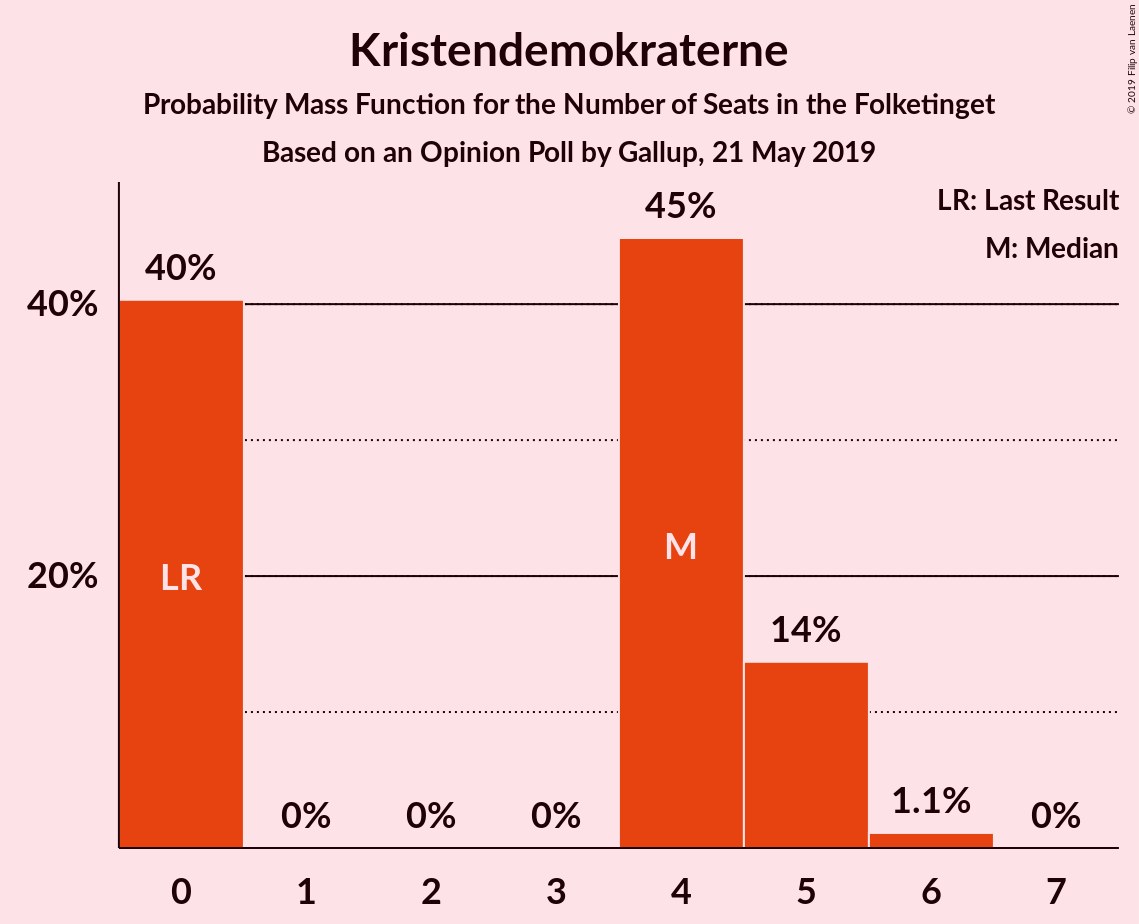 Kristendemokraterne
Probability Mass Function for the Number of Seats in the Folketinget
Based on an Opinion Poll by Gallup, 21 May 2019
© 2019 Filip van Laenen
LR: Last Result
M: Median
45%
40%
40%
LR
M
20%
14%
0%
0%
0%
1.1%
0%
0
1
2
3
4
5
6
7